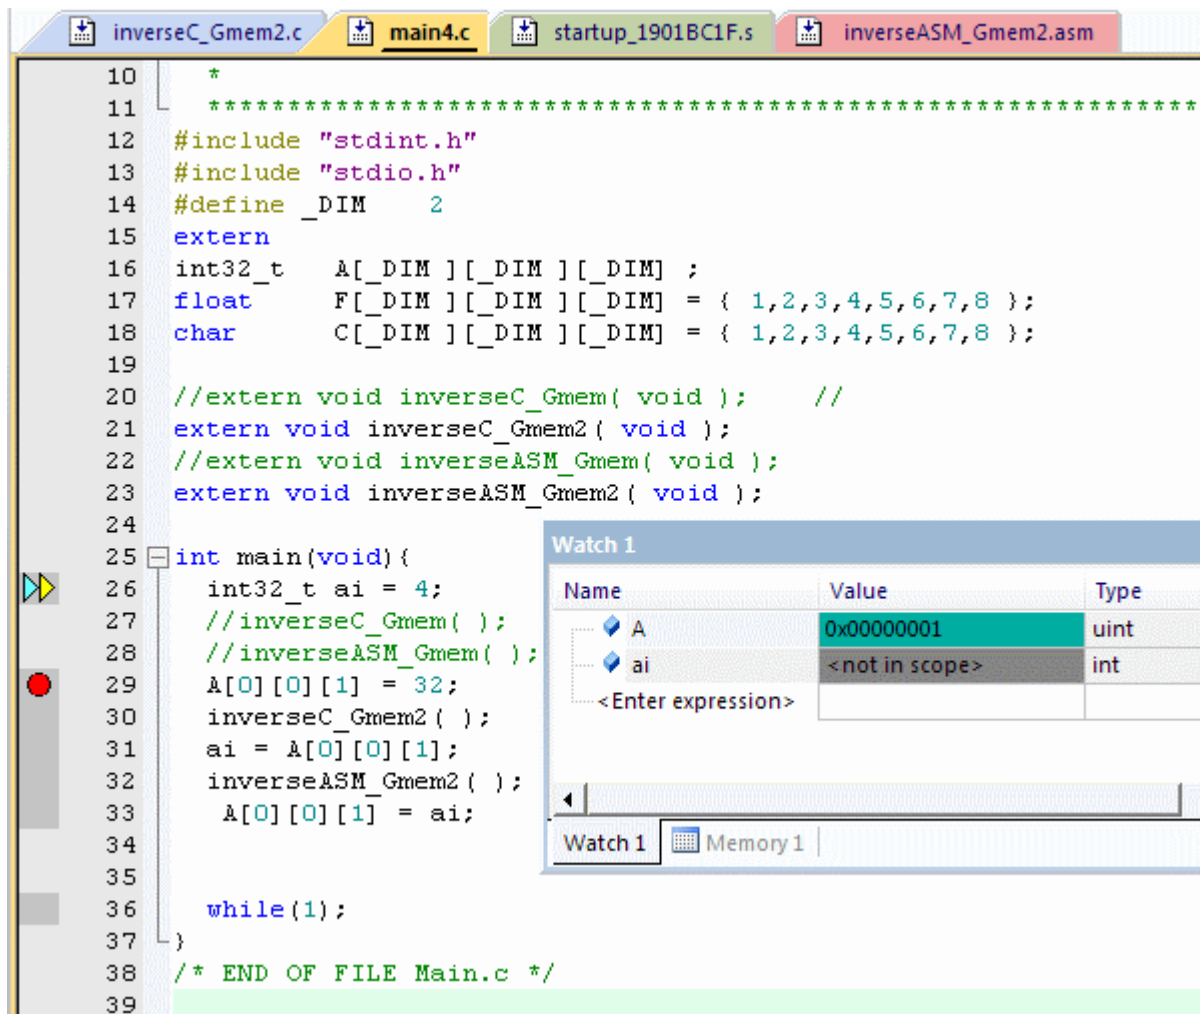 inverseC_Gmem2.c main4.c startup_1901BC1F.s inverseASM_Gmem2.asm
10 *
11 **************************************************************
12 #include "stdint.h"
13 #include "stdio.h"
14 #define _DIM 2
15 extern
16 int32_t A[_DIM ][_DIM ][_DIM] ;
17 float F[_DIM ][_DIM ][_DIM] = { 1,2,3,4,5,6,7,8 };
18 char C[_DIM ][_DIM ][_DIM] = { 1,2,3,4,5,6,7,8 };
19
20 //extern void inverseC_Gmem( void ); //
21 extern void inverseC_Gmem2( void );
22 //extern void inverseASM_Gmem( void );
23 extern void inverseASM_Gmem2( void );
24
25 int main(void){
26 int32_t ai = 4;
27 //inverseC_Gmem( );
28 //inverseASM_Gmem( );
29 A[0][0][1] = 32;
30 inverseC_Gmem2( );
31 ai = A[0][0][1];
32 inverseASM_Gmem2( );
33 A[0][0][1] = ai;
34
35
36 while(1);
37 }
38 /* END OF FILE Main.c */
39
Watch 1
Name Value Type
A 0x00000001 uint
ai <not in scope> int
<Enter expression>
Watch 1 Memory 1